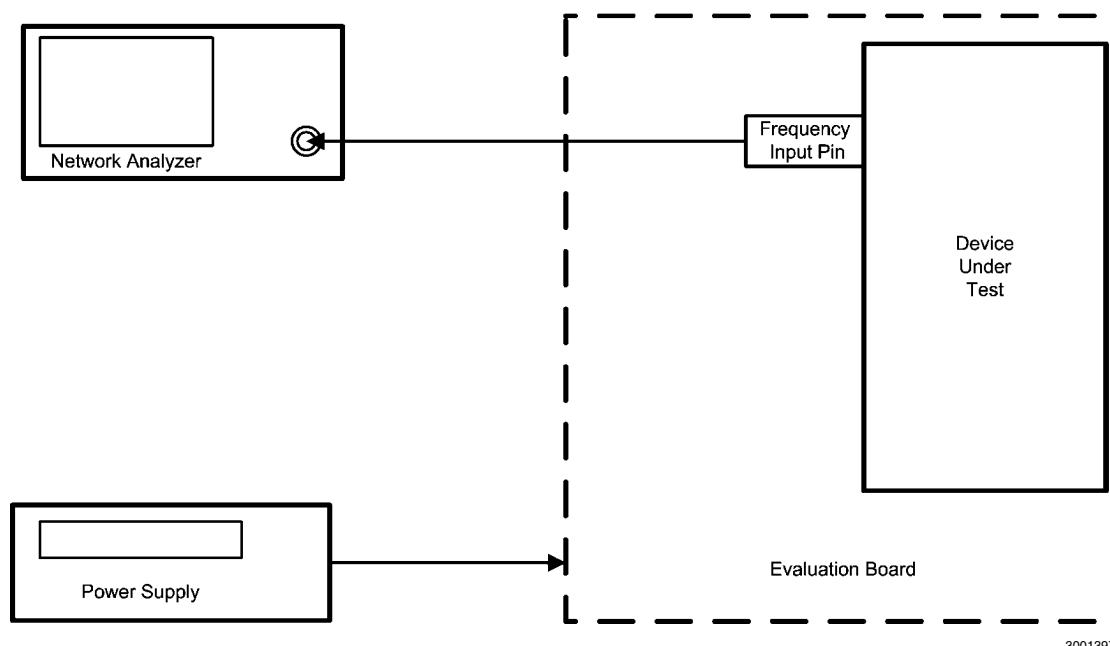 Network Analyzer
Frequency
Input Pin
Device
Under
Test
Power Supply
Evaluation Board